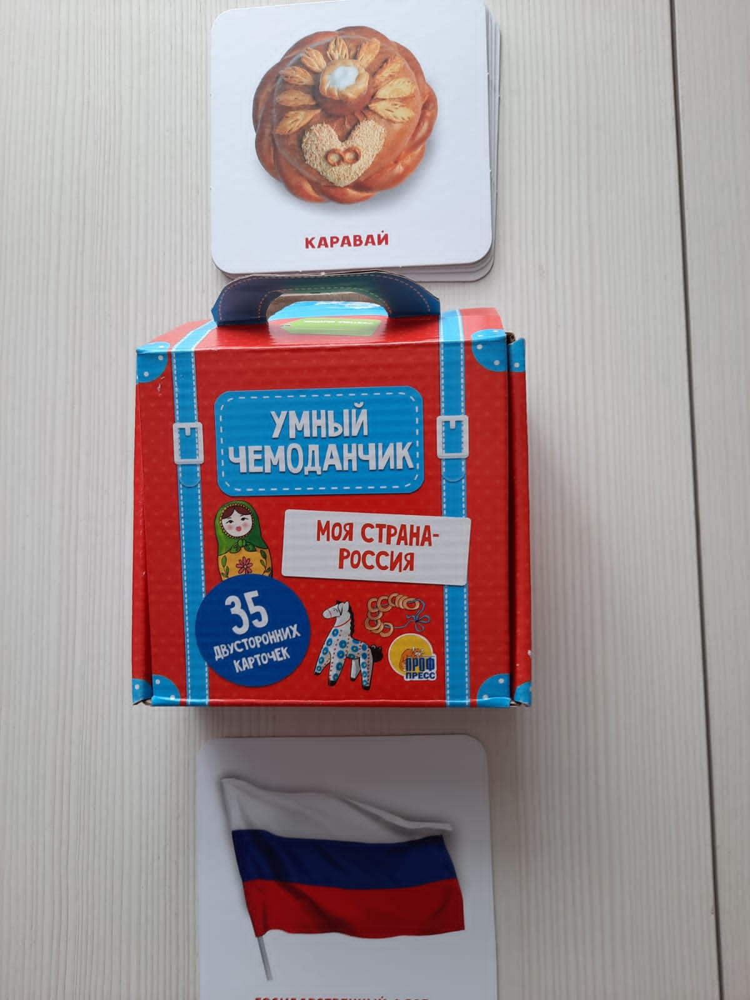 КАРАВАЙ
УМНЫЙ
ЧЕМОДАНЧИК
МОЯ СТРАНА-
РОССИЯ
35
ДВУСТОРОННИХ
КАРТОЧЕК
ПРОФ
ПРЕСС